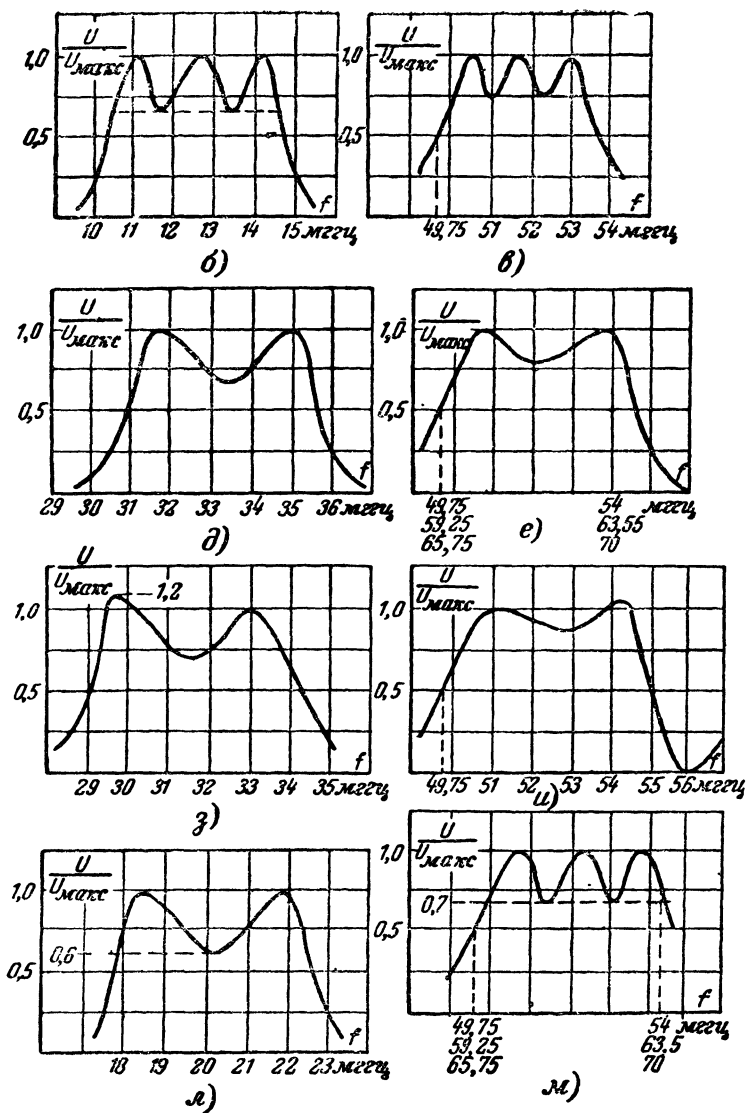 U
Uмакс
1,0
0,5
f
10 11 12 13 14 15 мггц
б)
U
Uмакс
1,0
0,5
f
49,75 51 52 53 54 мггц
в)
U
Uмакс
1,0
0,5
f
29 30 31 32 33 34 35 36 мггц
д)
U
Uмакс
1,0
0,5
f
49,75 54 мггц
59,25 63,55
65,75 70
е)
U
Uмакс
1,2
1,0
0,5
f
29 30 31 32 33 34 35 мггц
з)
U
Uмакс
1,0
0,5
f
49,75 51 52 53 54 55 56 мггц
и)
U
Uмакс
1,0
0,6
0,5
f
18 19 20 21 22 23 мггц
л)
U
Uмакс
1,0
0,7
0,5
f
49,75 54 мггц
59,25 63,5
65,75 70
м)